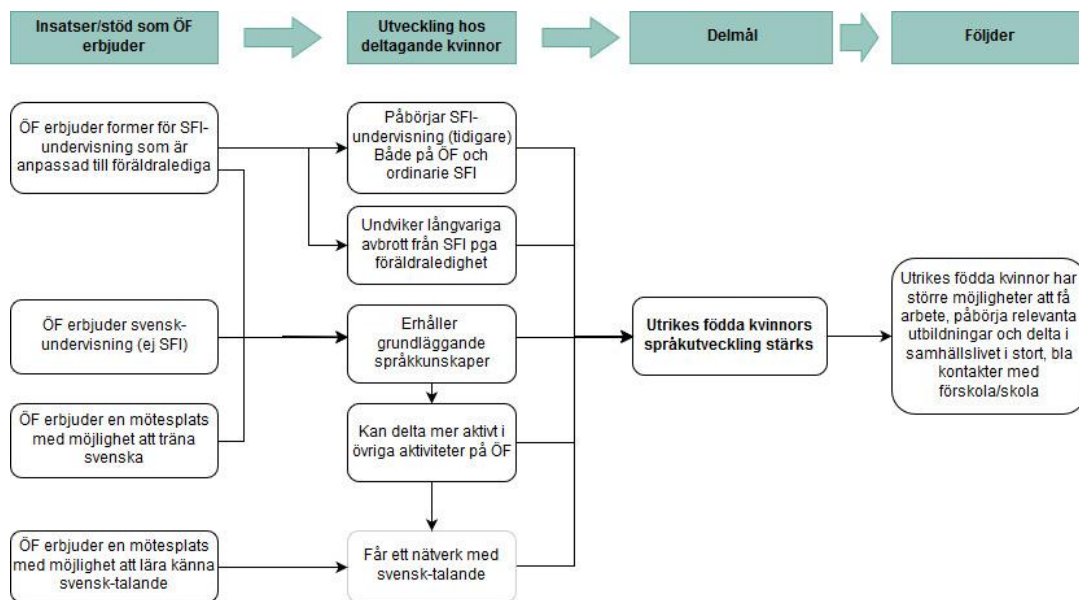 Insatser/stöd som ÖF
erbjuder
Utveckling hos
deltagande kvinnor
Delmål
Följder
ÖF erbjuder former för SFI-
undervisning som är
anpassad till föräldralediga
ÖF erbjuder svensk-
undervisning (ej SFI)
ÖF erbjuder en mötesplats
med möjlighet att träna
svenska
ÖF erbjuder en mötesplats
med möjlighet att lära känna
svensk-talande
Påbörjar SFI-
undervisning (tidigare)
Både på ÖF och
ordinarie SFI
Undviker långvariga
avbrott från SFI pga
föräldraledighet
Erhåller
grundläggande
språkkunskaper
Kan delta mer aktivt i
övriga aktiviteter på ÖF
Får ett nätverk med
svensk-talande
Utrikes födda kvinnors
språkutveckling stärks
Utrikes födda kvinnor har
större möjligheter att få
arbete, påbörja relevanta
utbildningar och delta i
samhällslivet i stort, bla
kontakter med
förskola/skola